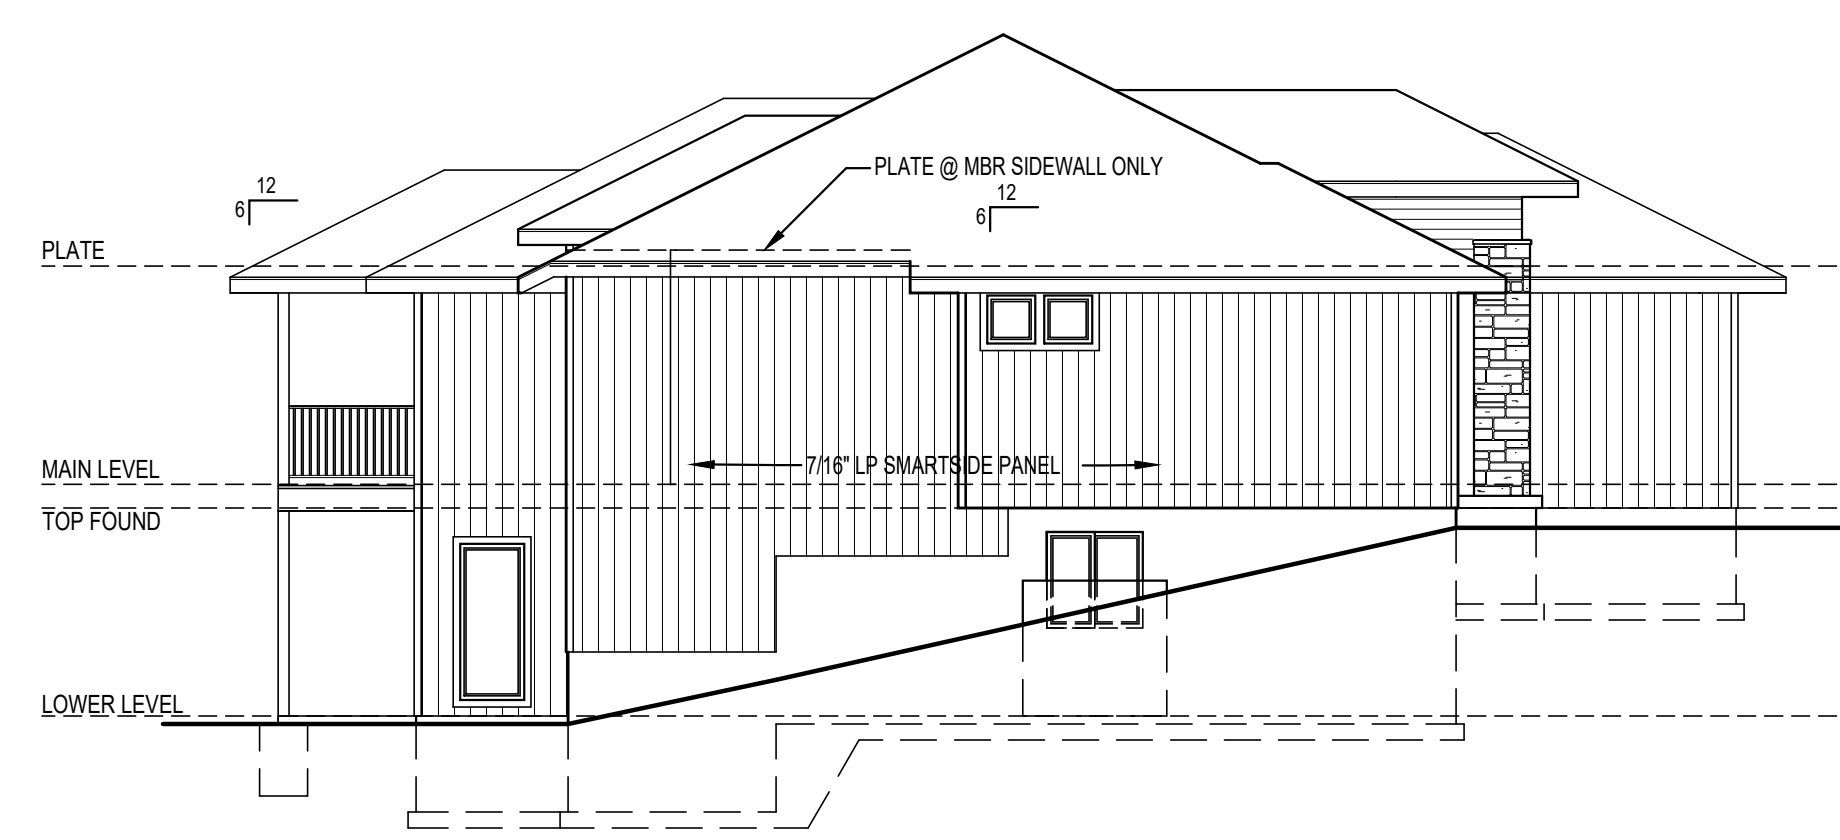 PLATE @ MBR SIDEWALL ONLY
12
6
12
6
PLATE
MAIN LEVEL
7/16" LP SMARTSIDE PANEL
TOP FOUND
LOWER LEVEL